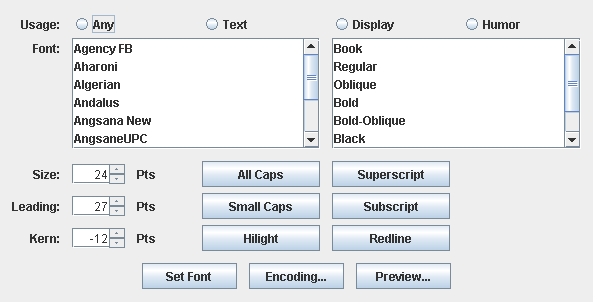 Usage: Any Text Display Humor
Font: Agency FB Book
Aharoni Regular
Algerian Oblique
Andalus Bold
Angsana New Bold-Oblique
AngsaneUPC Black
Size: 24 Pts All Caps Superscript
Leading: 27 Pts Small Caps Subscript
Kern: -12 Pts Hilight Redline
Set Font Encoding... Preview...